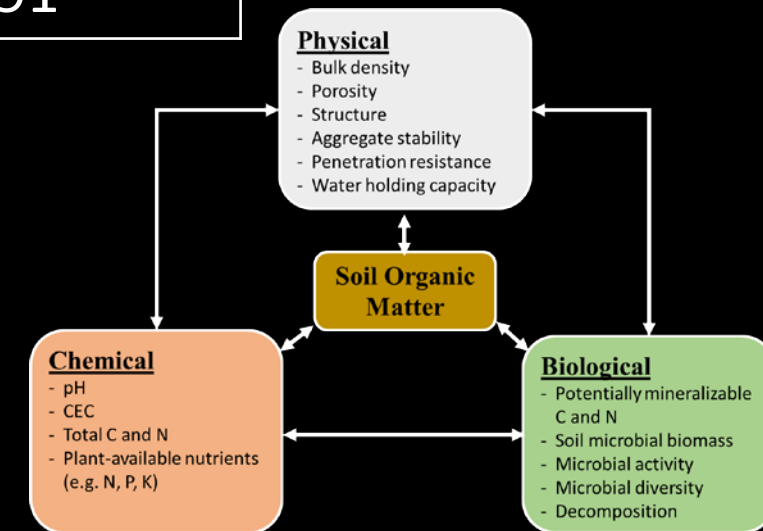 Physical
- Bulk density
- Porosity
- Structure
- Aggregate stability
- Penetration resistance
- Water holding capacity
Soil Organic
Matter
Chemical
- pH
- CEC
- Total C and N
- Plant-available nutrients
(e.g. N, P, K)
Biological
- Potentially mineralizable
C and N
- Soil microbial biomass
- Microbial activity
- Microbial diversity
- Decomposition